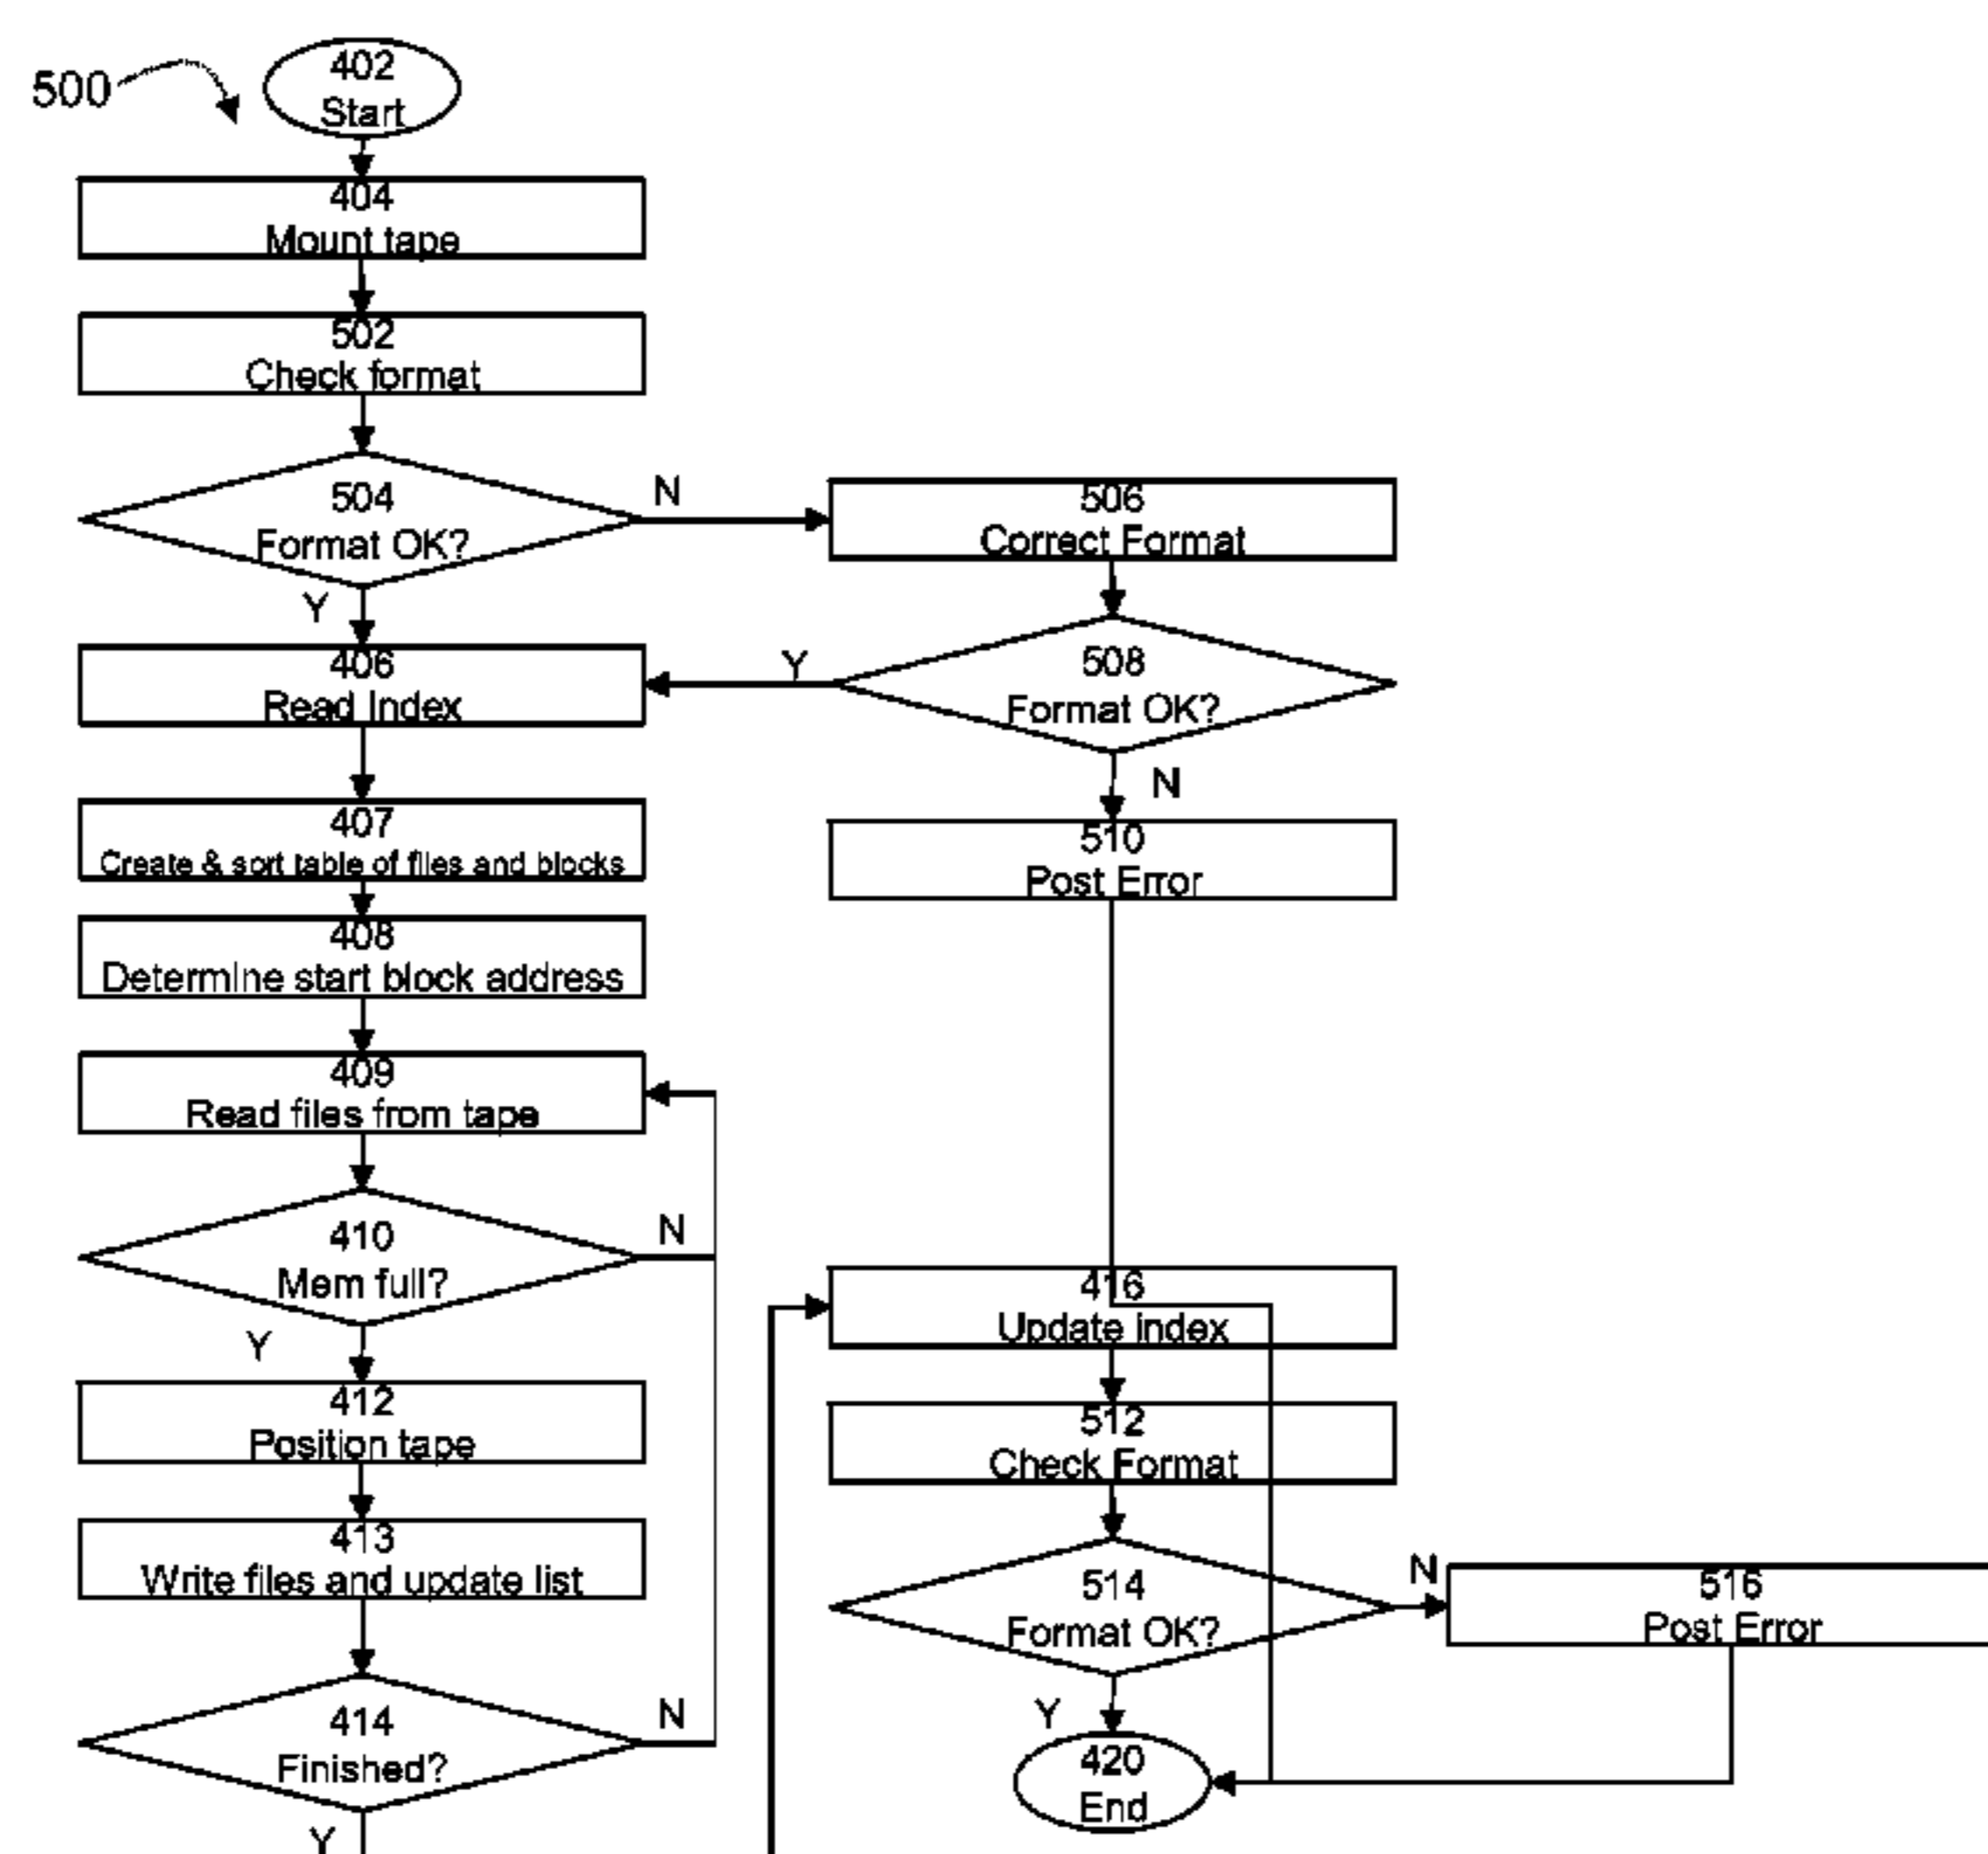 500
402
Start
404
Mount tape
502
Check format
504
Format OK?
N
Y
506
Correct Format
508
Format OK?
Y
N
406
Read Index
407
Create & sort table of files and blocks
510
Post Error
408
Determine start block address
409
Read files from tape
410
Mem full?
N
Y
412
Position tape
413
Write files and update list
414
Finished?
N
Y
416
Update index
512
Check Format
514
Format OK?
N
Y
516
Post Error
420
End